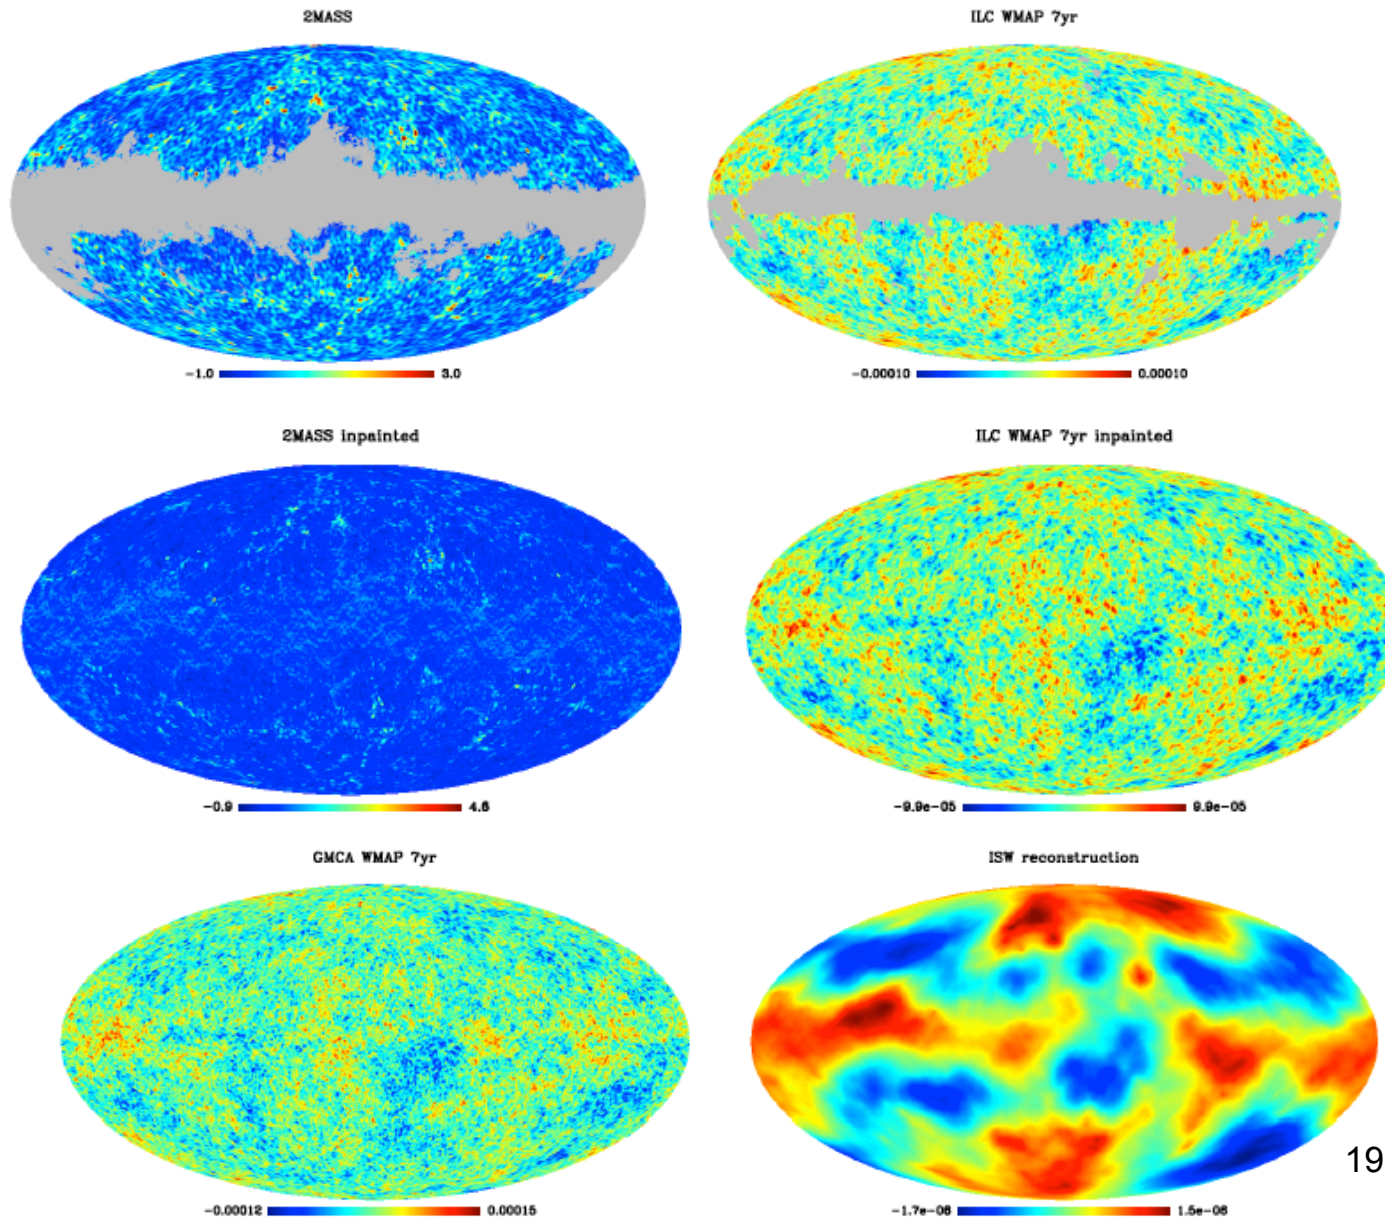 2MASS
ILC WMAP 7yr
-1.0 3.0
-0.00010 0.00010
2MASS inpainted
ILC WMAP 7yr inpainted
-0.9 4.6
-9.9e-05 9.9e-05
GMCA WMAP 7yr
ISW reconstruction
19
-0.00012 0.00015
-1.7e-06 1.5e-06